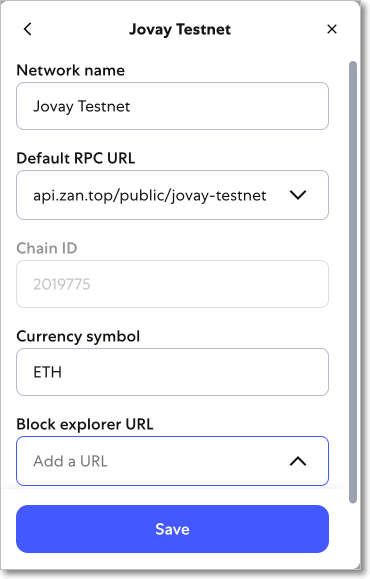 Jovay Testnet
Network name
Jovay Testnet
Default RPC URL
api.zan.top/public/jovay-testnet
Chain ID
2019775
Currency symbol
ETH
Block explorer URL
Add a URL
Save